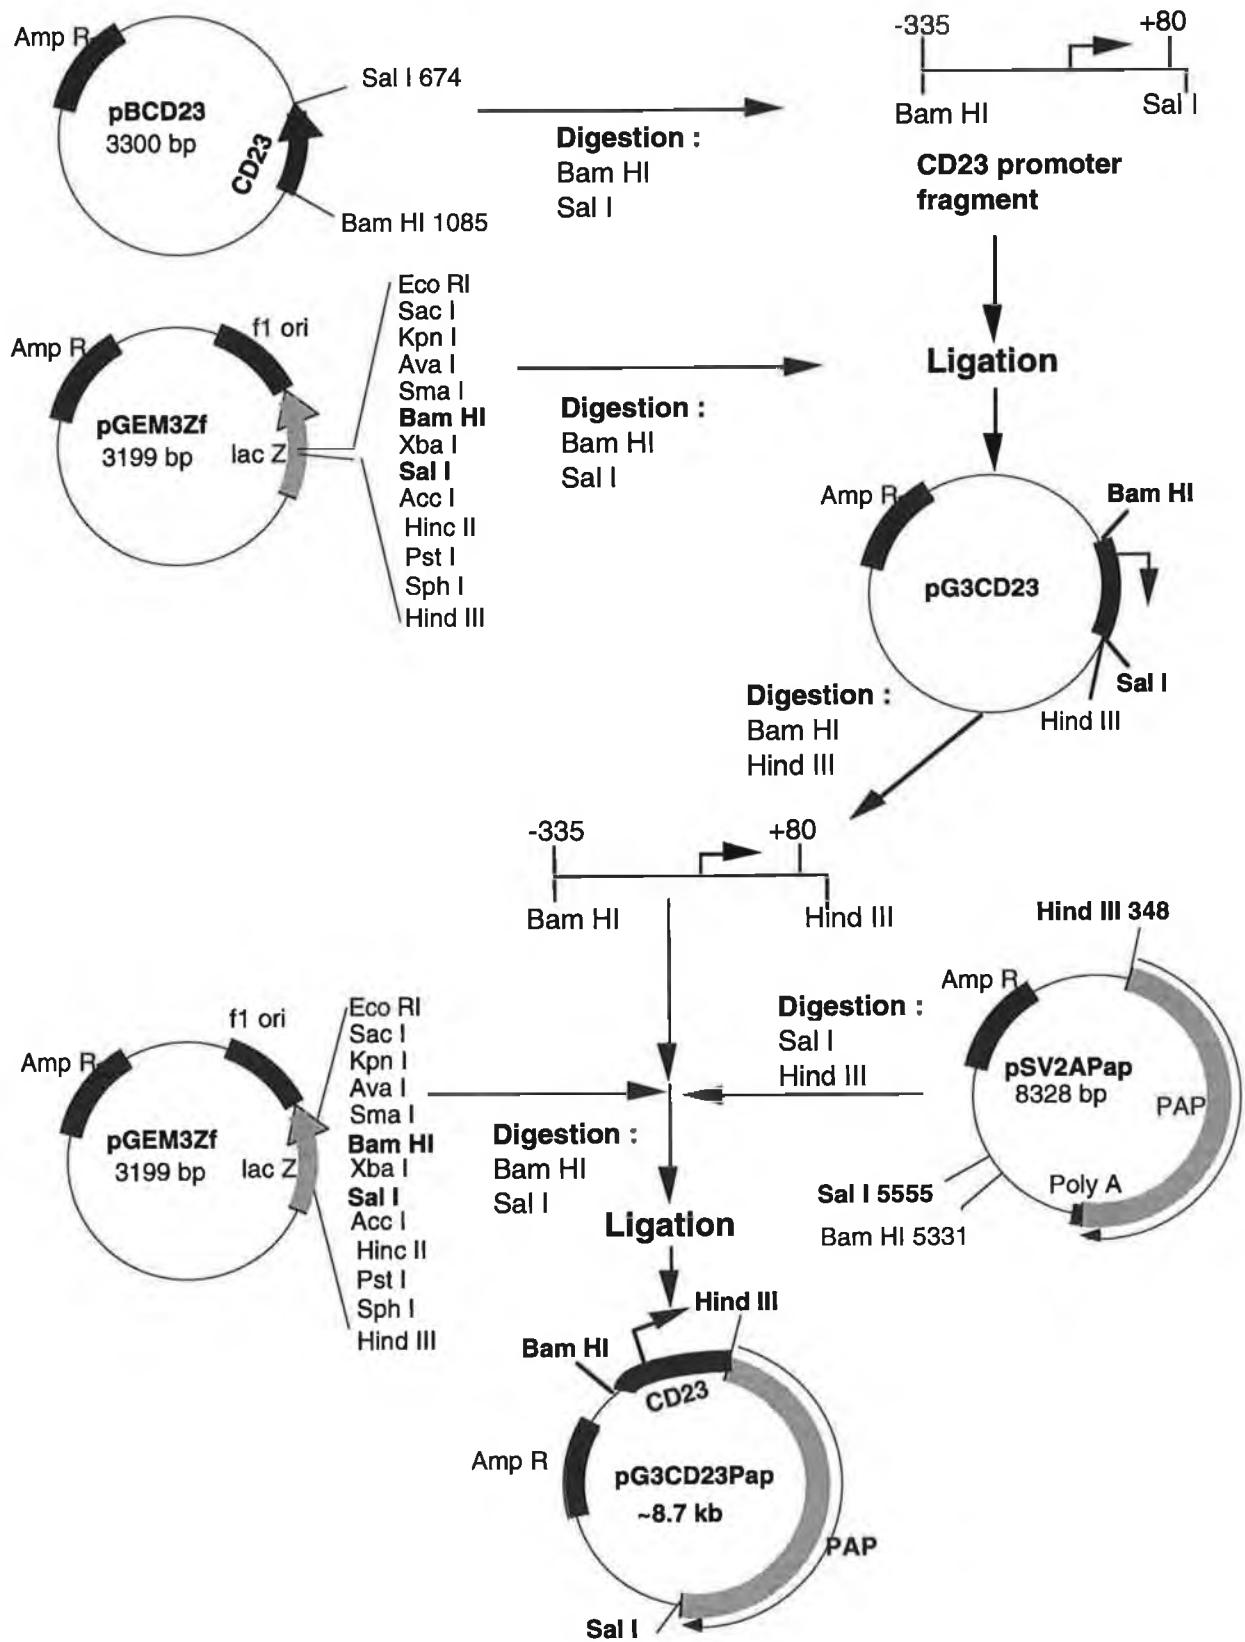 Amp R
pBCD23
3300 bp
CD23
Sal I 674
Bam HI 1085
Digestion :
Bam HI
Sal I
-335
+80
Bam HI
Sal I
CD23 promoter
fragment
Amp R
f1 ori
pGEM3Zf
3199 bp
lac Z
Eco RI
Sac I
Kpn I
Ava I
Sma I
Bam HI
Xba I
Sal I
Acc I
Hinc II
Pst I
Sph I
Hind III
Digestion :
Bam HI
Sal I
Ligation
Amp R
Bam HI
pG3CD23
Sal I
Hind III
Digestion :
Bam HI
Hind III
-335
+80
Bam HI
Hind III
Hind III 348
Amp R
pSV2APap
8328 bp
PAP
Poly A
Sal I 5555
Bam HI 5331
Digestion :
Sal I
Hind III
Amp R
f1 ori
pGEM3Zf
3199 bp
lac Z
Eco RI
Sac I
Kpn I
Ava I
Sma I
Bam HI
Xba I
Sal I
Acc I
Hinc II
Pst I
Sph I
Hind III
Digestion :
Bam HI
Sal I
Ligation
Hind III
Bam HI
CD23
Amp R
pG3CD23Pap
~8.7 kb
PAP
Sal I